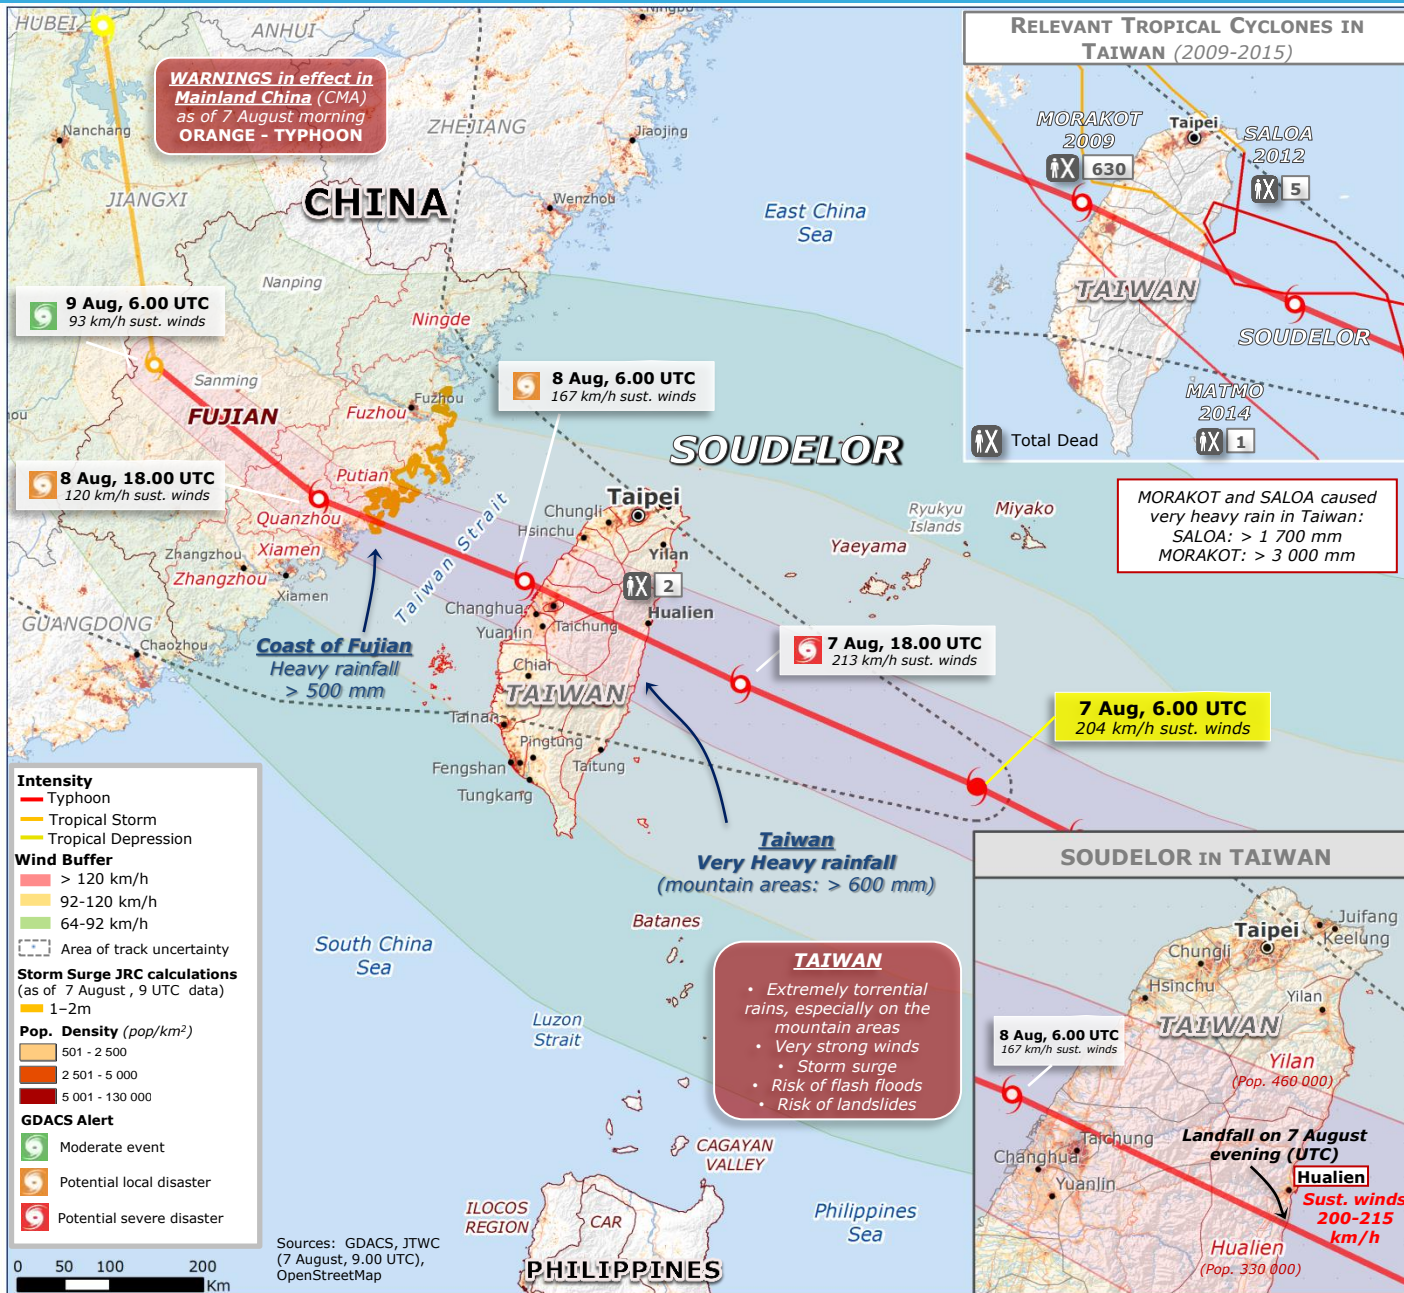 HUBEI
ANHUI
Ningbo
WARNINGS in effect in
Mainland China (CMA)
as of 7 August morning
ORANGE - TYPHOON
Nanchang
ZHEJIANG
Jiaojing
JIANGXI
CHINA
Wenzhou
East China
Sea
Nanping
9 Aug, 6.00 UTC
93 km/h sust. winds
Ningde
8 Aug, 6.00 UTC
167 km/h sust. winds
Sanming
FUJIAN
Fuzhou
Fuzhou
SOUDELOR
8 Aug, 18.00 UTC
120 km/h sust. winds
Putian
Quanzhou
Xiamen
Zhangzhou
Zhangzhou
Xiamen
Taiwan Strait
GUANGDONG
Chaozhou
Coast of Fujian
Heavy rainfall
> 500 mm
Taipei
Chungli
Hsinchu
Yilan
2
Hualien
Changhua
Yuanlin
Taichung
Chiai
TAIWAN
Tainan
Pingtung
Fengshan
Taitung
Tungkang
Ryukyu
Islands
Miyako
Yaeyama
7 Aug, 18.00 UTC
213 km/h sust. winds
7 Aug, 6.00 UTC
204 km/h sust. winds
Taiwan
Very Heavy rainfall
(mountain areas: > 600 mm)
RELEVANT TROPICAL CYCLONES IN
TAIWAN (2009-2015)
MORAKOT
2009
630
Taipei
SALOA
2012
5
TAIWAN
SOUDELOR
MATMO
2014
1
Total Dead
MORAKOT and SALOA caused
very heavy rain in Taiwan:
SALOA: > 1 700 mm
MORAKOT: > 3 000 mm
Intensity
Typhoon
Tropical Storm
Tropical Depression
Wind Buffer
> 120 km/h
92-120 km/h
64-92 km/h
Area of track uncertainty
Storm Surge JRC calculations
(as of 7 August , 9 UTC data)
1–2m
Pop. Density (pop/km²)
501 - 2 500
2 501 - 5 000
5 001 - 130 000
GDACS Alert
Moderate event
Potential local disaster
Potential severe disaster
0 50 100 200
Km
Sources: GDACS, JTWC
(7 August, 9.00 UTC),
OpenStreetMap
South China
Sea
Luzon
Strait
Batanes
TAIWAN
• Extremely torrential
rains, especially on the
mountain areas
• Very strong winds
• Storm surge
• Risk of flash floods
• Risk of landslides
CAGAYAN
VALLEY
ILOCOS
REGION
CAR
PHILIPPINES
Philippines
Sea
SOUDELOR IN TAIWAN
Taipei
Juifang
Keelung
Chungli
Hsinchu
Yilan
TAIWAN
8 Aug, 6.00 UTC
167 km/h sust. winds
Yilan
(Pop. 460 000)
Taichung
Changhua
Yuanlin
Landfall on 7 August
evening (UTC)
Hualien
Sust. winds
200-215
km/h
Hualien
(Pop. 330 000)